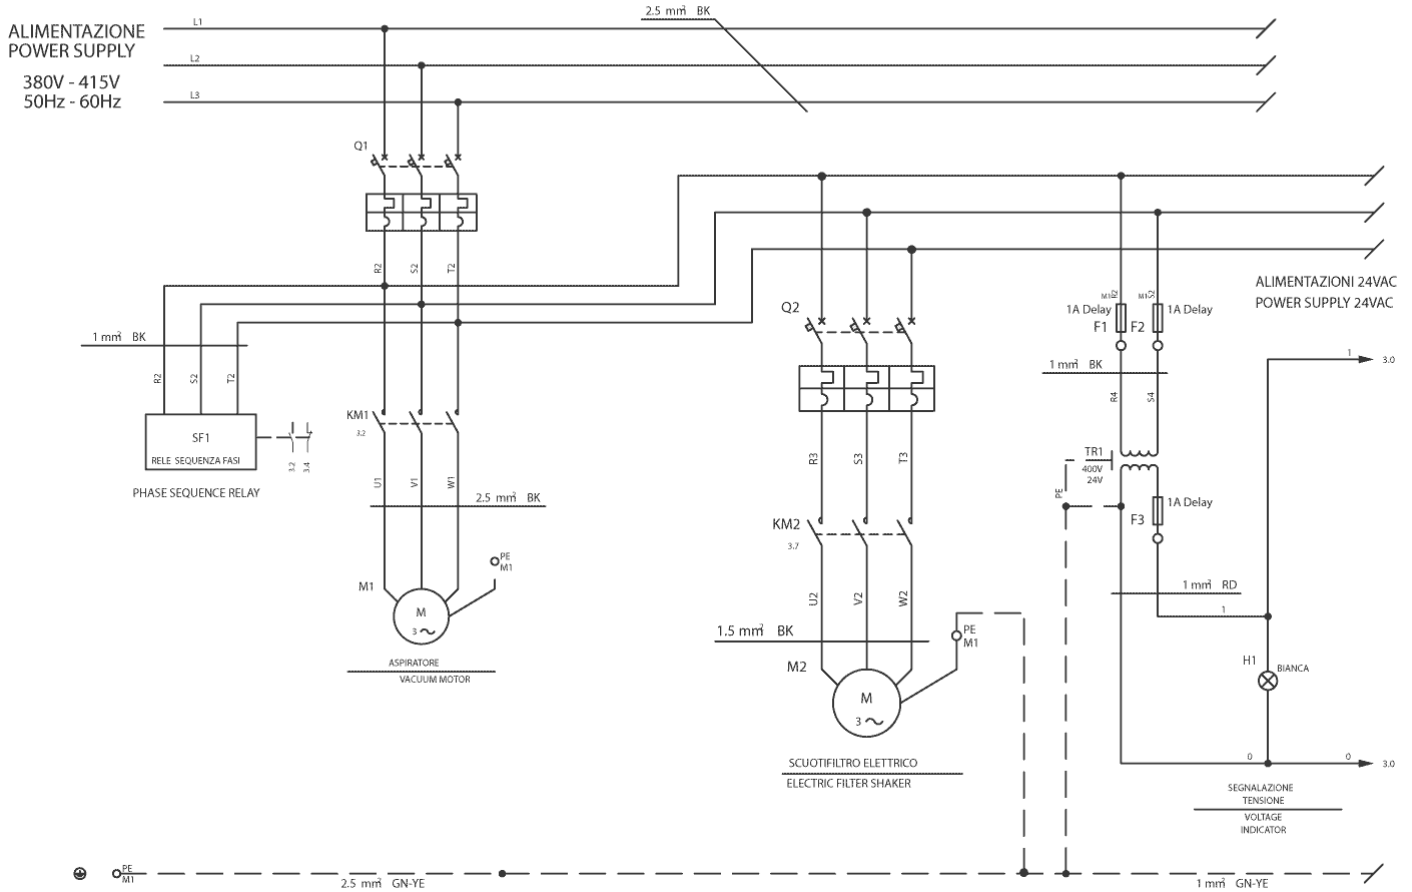 2.5 mm² BK
ALIMENTAZIONE
POWER SUPPLY
380V - 415V
50Hz - 60Hz
L1
L2
L3
Q1
R2
S2
T2
1 mm² BK
R2
S2
T2
SF1
RELE SEQUENZA FASI
PHASE SEQUENCE RELAY
3.2
3.4
KM1
3.2
U1
V1
W1
2.5 mm² BK
M1
M
3
PE
M1
ASPIRATORE
VACUUM MOTOR
Q2
R3
S3
T3
KM2
3.7
U2
V2
W2
1.5 mm² BK
M2
M
3
PE
M1
SCUOTIFILTRO ELETTRICO
ELECTRIC FILTER SHAKER
ALIMENTAZIONI 24VAC
POWER SUPPLY 24VAC
M1
R2
M1
S2
1A Delay
F1
F2
1A Delay
1 mm² BK
R4
S4
1
3.0
TR1
400V
24V
PE
F3
1A Delay
1 mm² RD
1
H1
BIANCA
0
0
3.0
SEGNALAZIONE
TENSIONE
VOLTAGE
INDICATOR
PE
M1
2.5 mm² GN-YE
1 mm² GN-YE